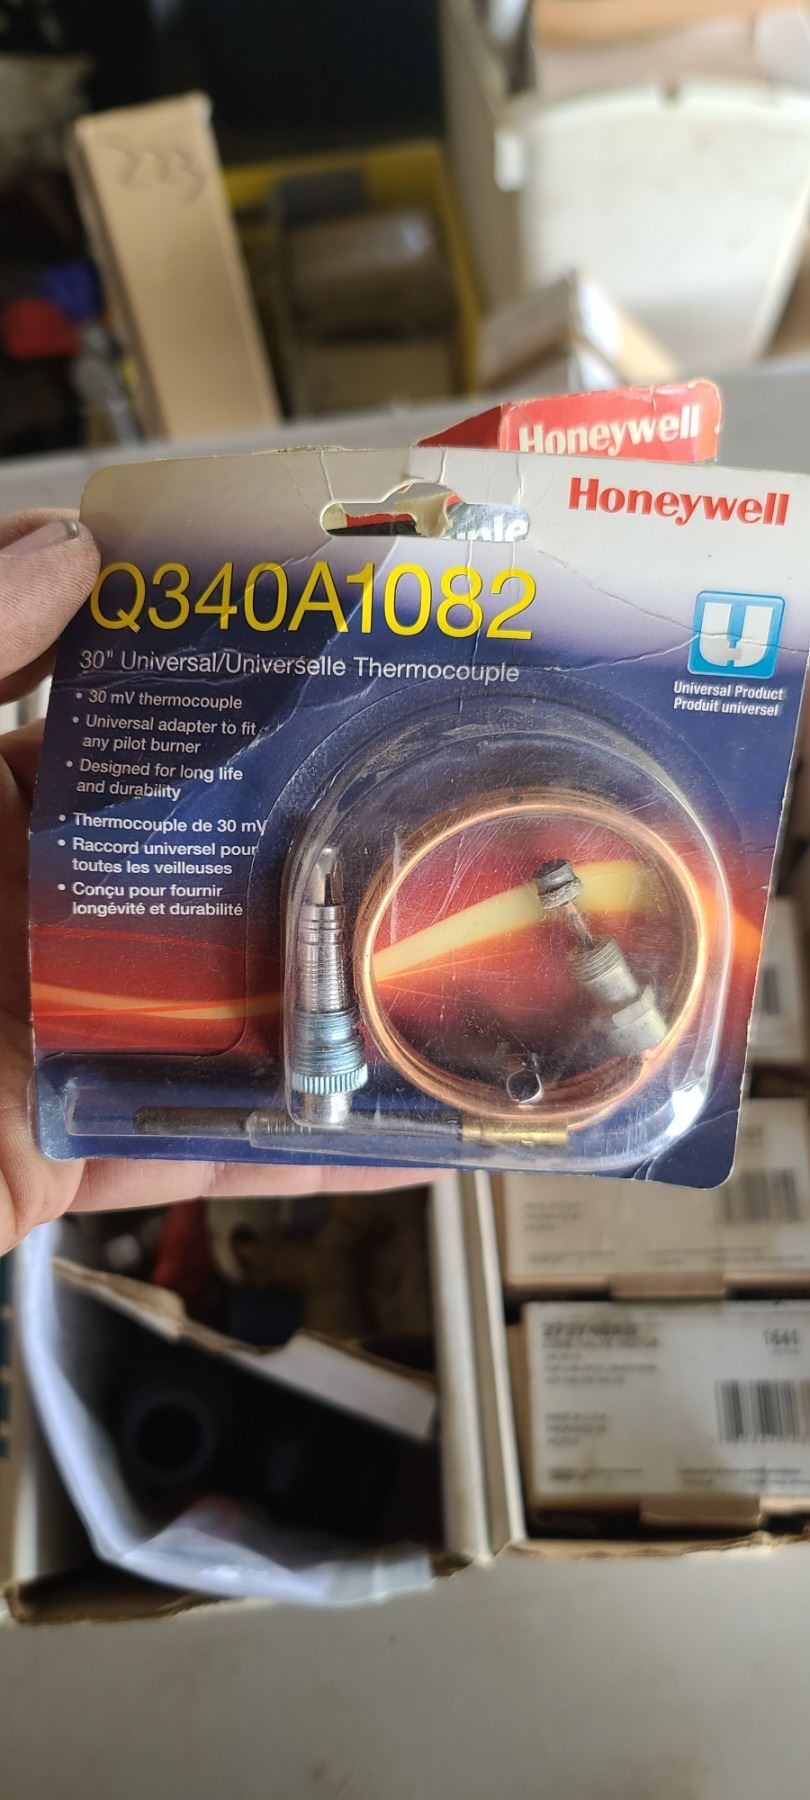 223
Honeywell
Honeywell
Q340A1082
30" Universal/Universelle Thermocouple
• 30 mV thermocouple
• Universal adapter to fit
any pilot burner
• Designed for long life
and durability
• Thermocouple de 30 mV
• Raccord universel pour
toutes les veilleuses
• Conçu pour fournir
longévité et durabilité
Universal Product
Produit universel
1641